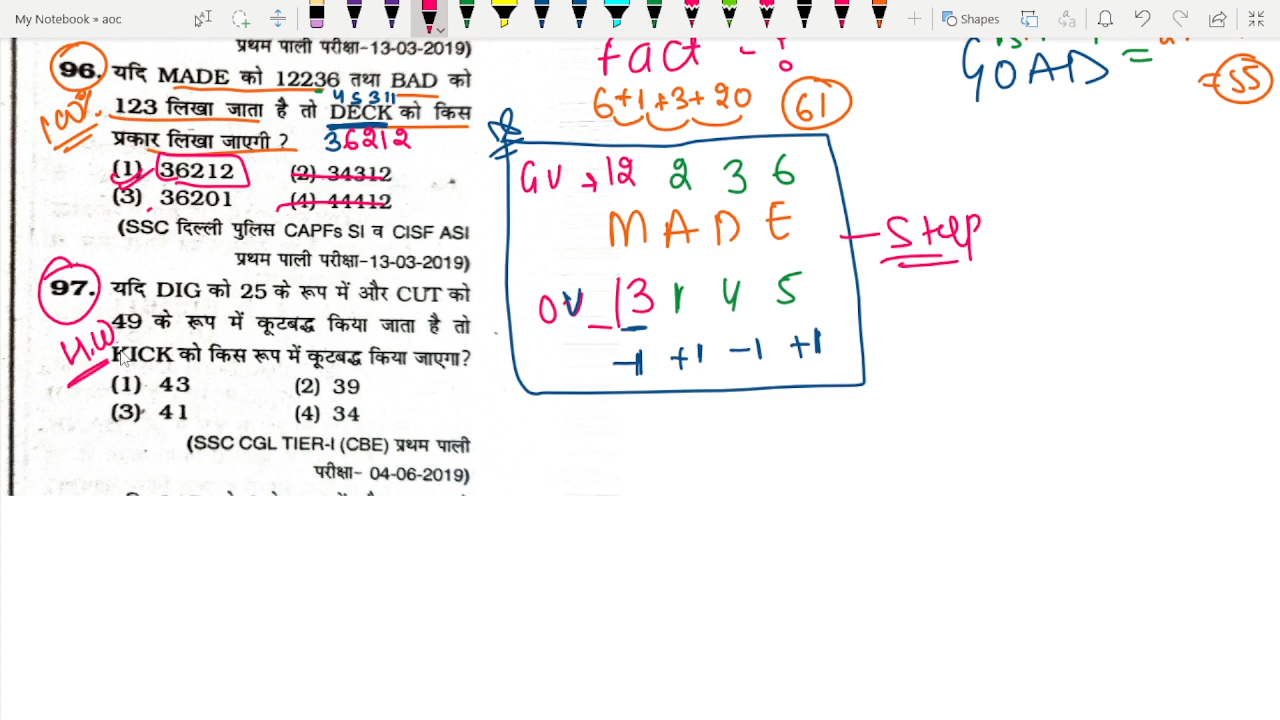 My Notebook » aoc
Shapes
प्रथम पाली परीक्षा-13-03-2019)
96. यदि MADE को 12236 तथा BAD को
4 5 3 11
123 लिखा जाता है तो DECK को किस
100%
प्रकार लिखा जाएगी ? 36212
(1) 36212 (2) 34312
(3) 36201 (4) 44412
(SSC दिल्ली पुलिस CAPFs SI व CISF ASI
प्रथम पाली परीक्षा-13-03-2019)
97. यदि DIG को 25 के रूप में और CUT को
49 के रूप में कूटबद्ध किया जाता है तो
H.W
KICK को किस रूप में कूटबद्ध किया जाएगा?
(1) 43 (2) 39
(3) 41 (4) 34
(SSC CGL TIER-I (CBE) प्रथम पाली
परीक्षा- 04-06-2019)
fact - ?
6+1+3+20 61
GOAD = =55
GV → 12 2 3 6
M A D E
Step
OV 13 1 4 5
-1 +1 -1 +1